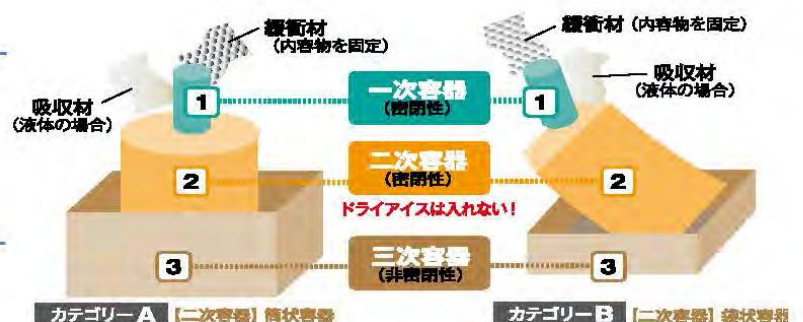 緩衝材
(内容物を固定)
吸収材
(液体の場合)
1
2
3
一次容器
(密閉性)
二次容器
(密閉性)
ドライアイスは入れない!
三次容器
(非密閉性)
緩衝材(内容物を固定)
吸収材
(液体の場合)
1
2
3
カテゴリーA 【二次容器】筒状容器
カテゴリーB 【二次容器】袋状容器